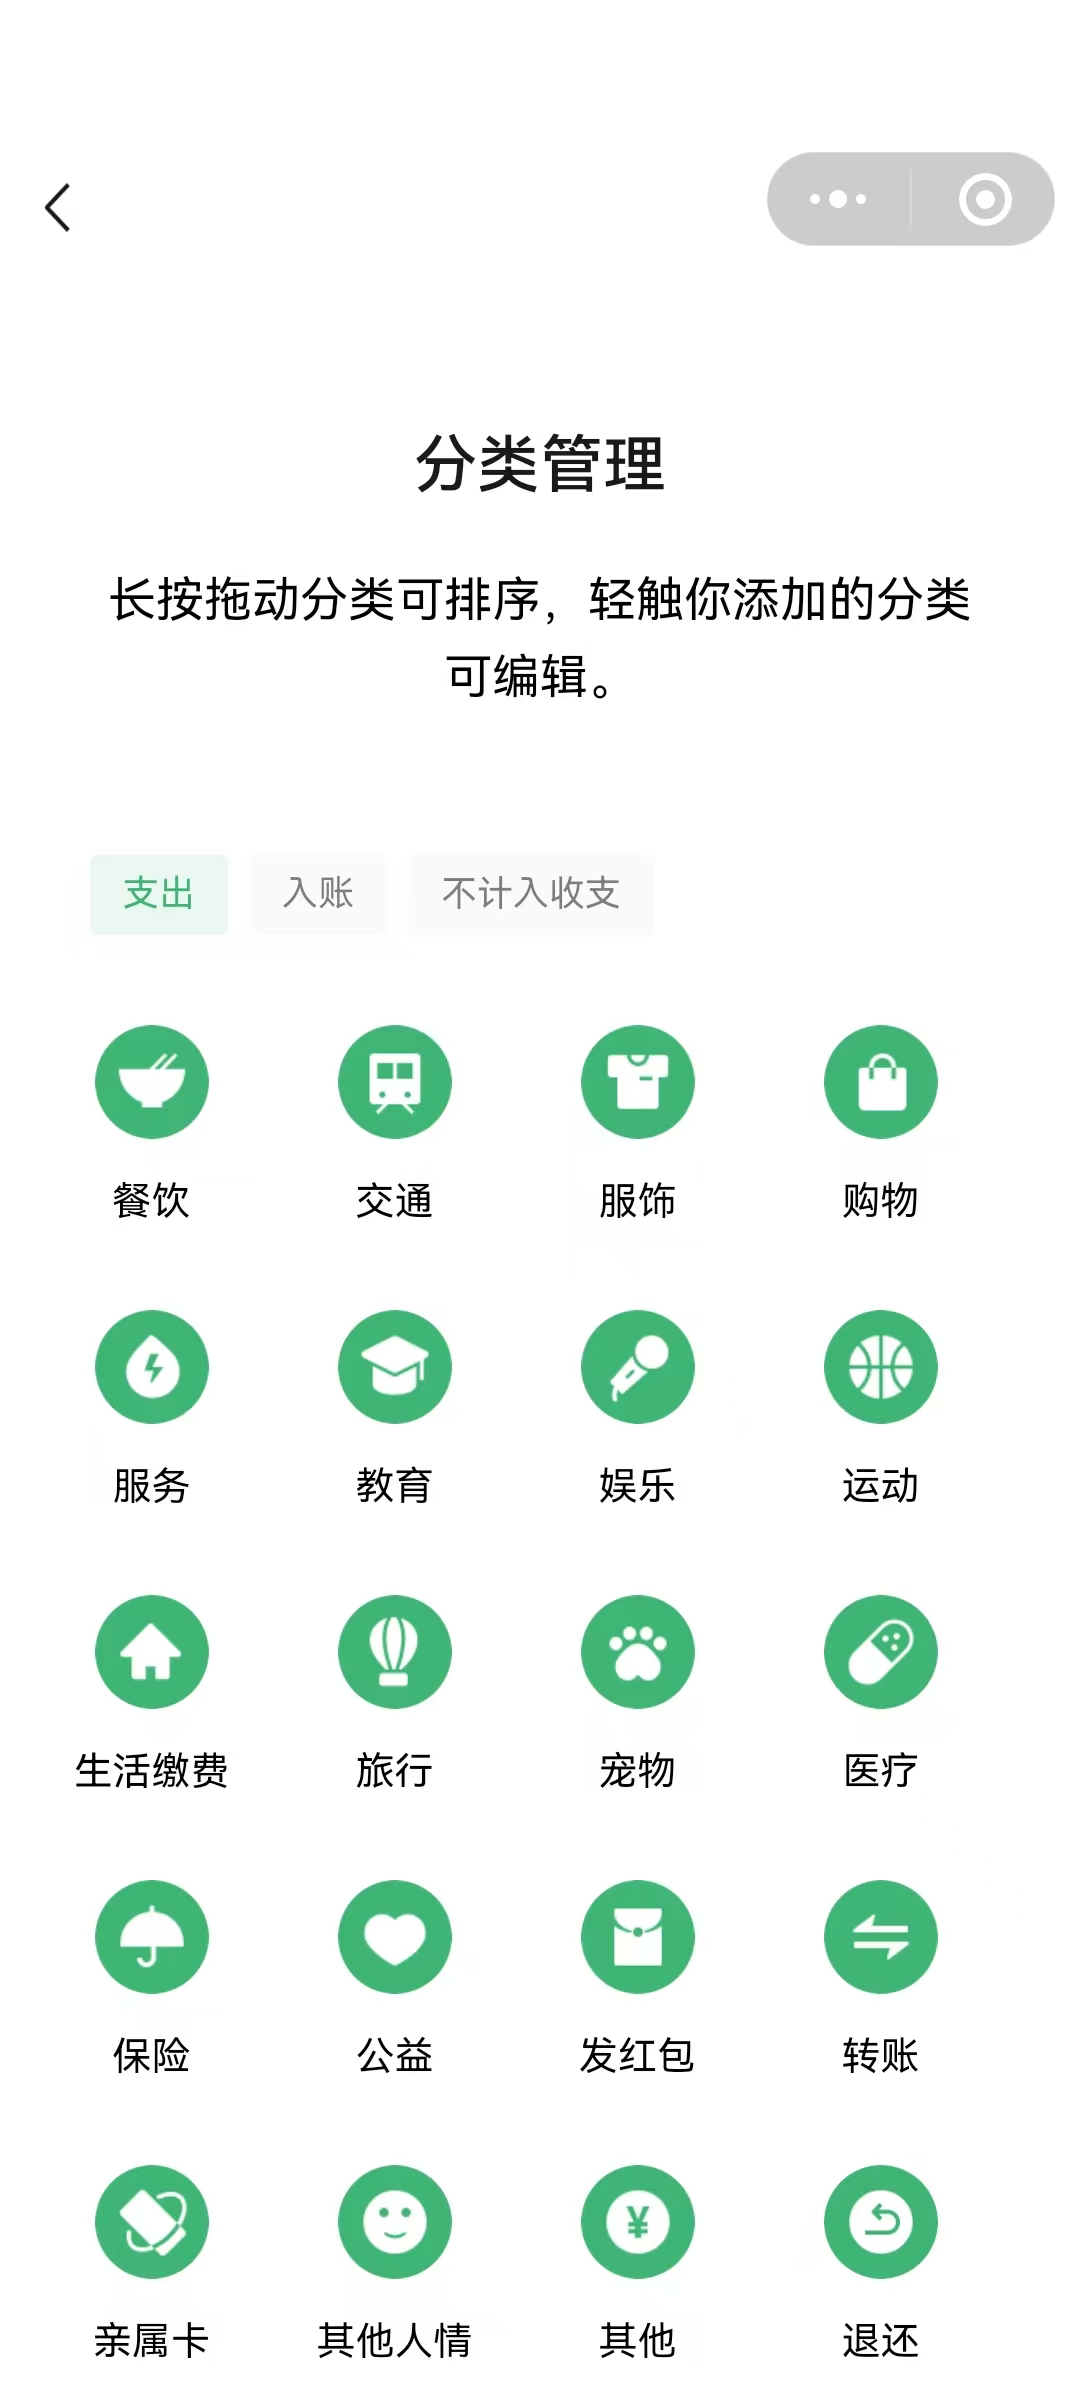 分类管理
长按拖动分类可排序，轻触你添加的分类
可编辑。
支出 入账 不计入收支
餐饮 交通 服饰 购物
服务 教育 娱乐 运动
生活缴费 旅行 宠物 医疗
保险 公益 发红包 转账
¥
亲属卡 其他人情 其他 退还